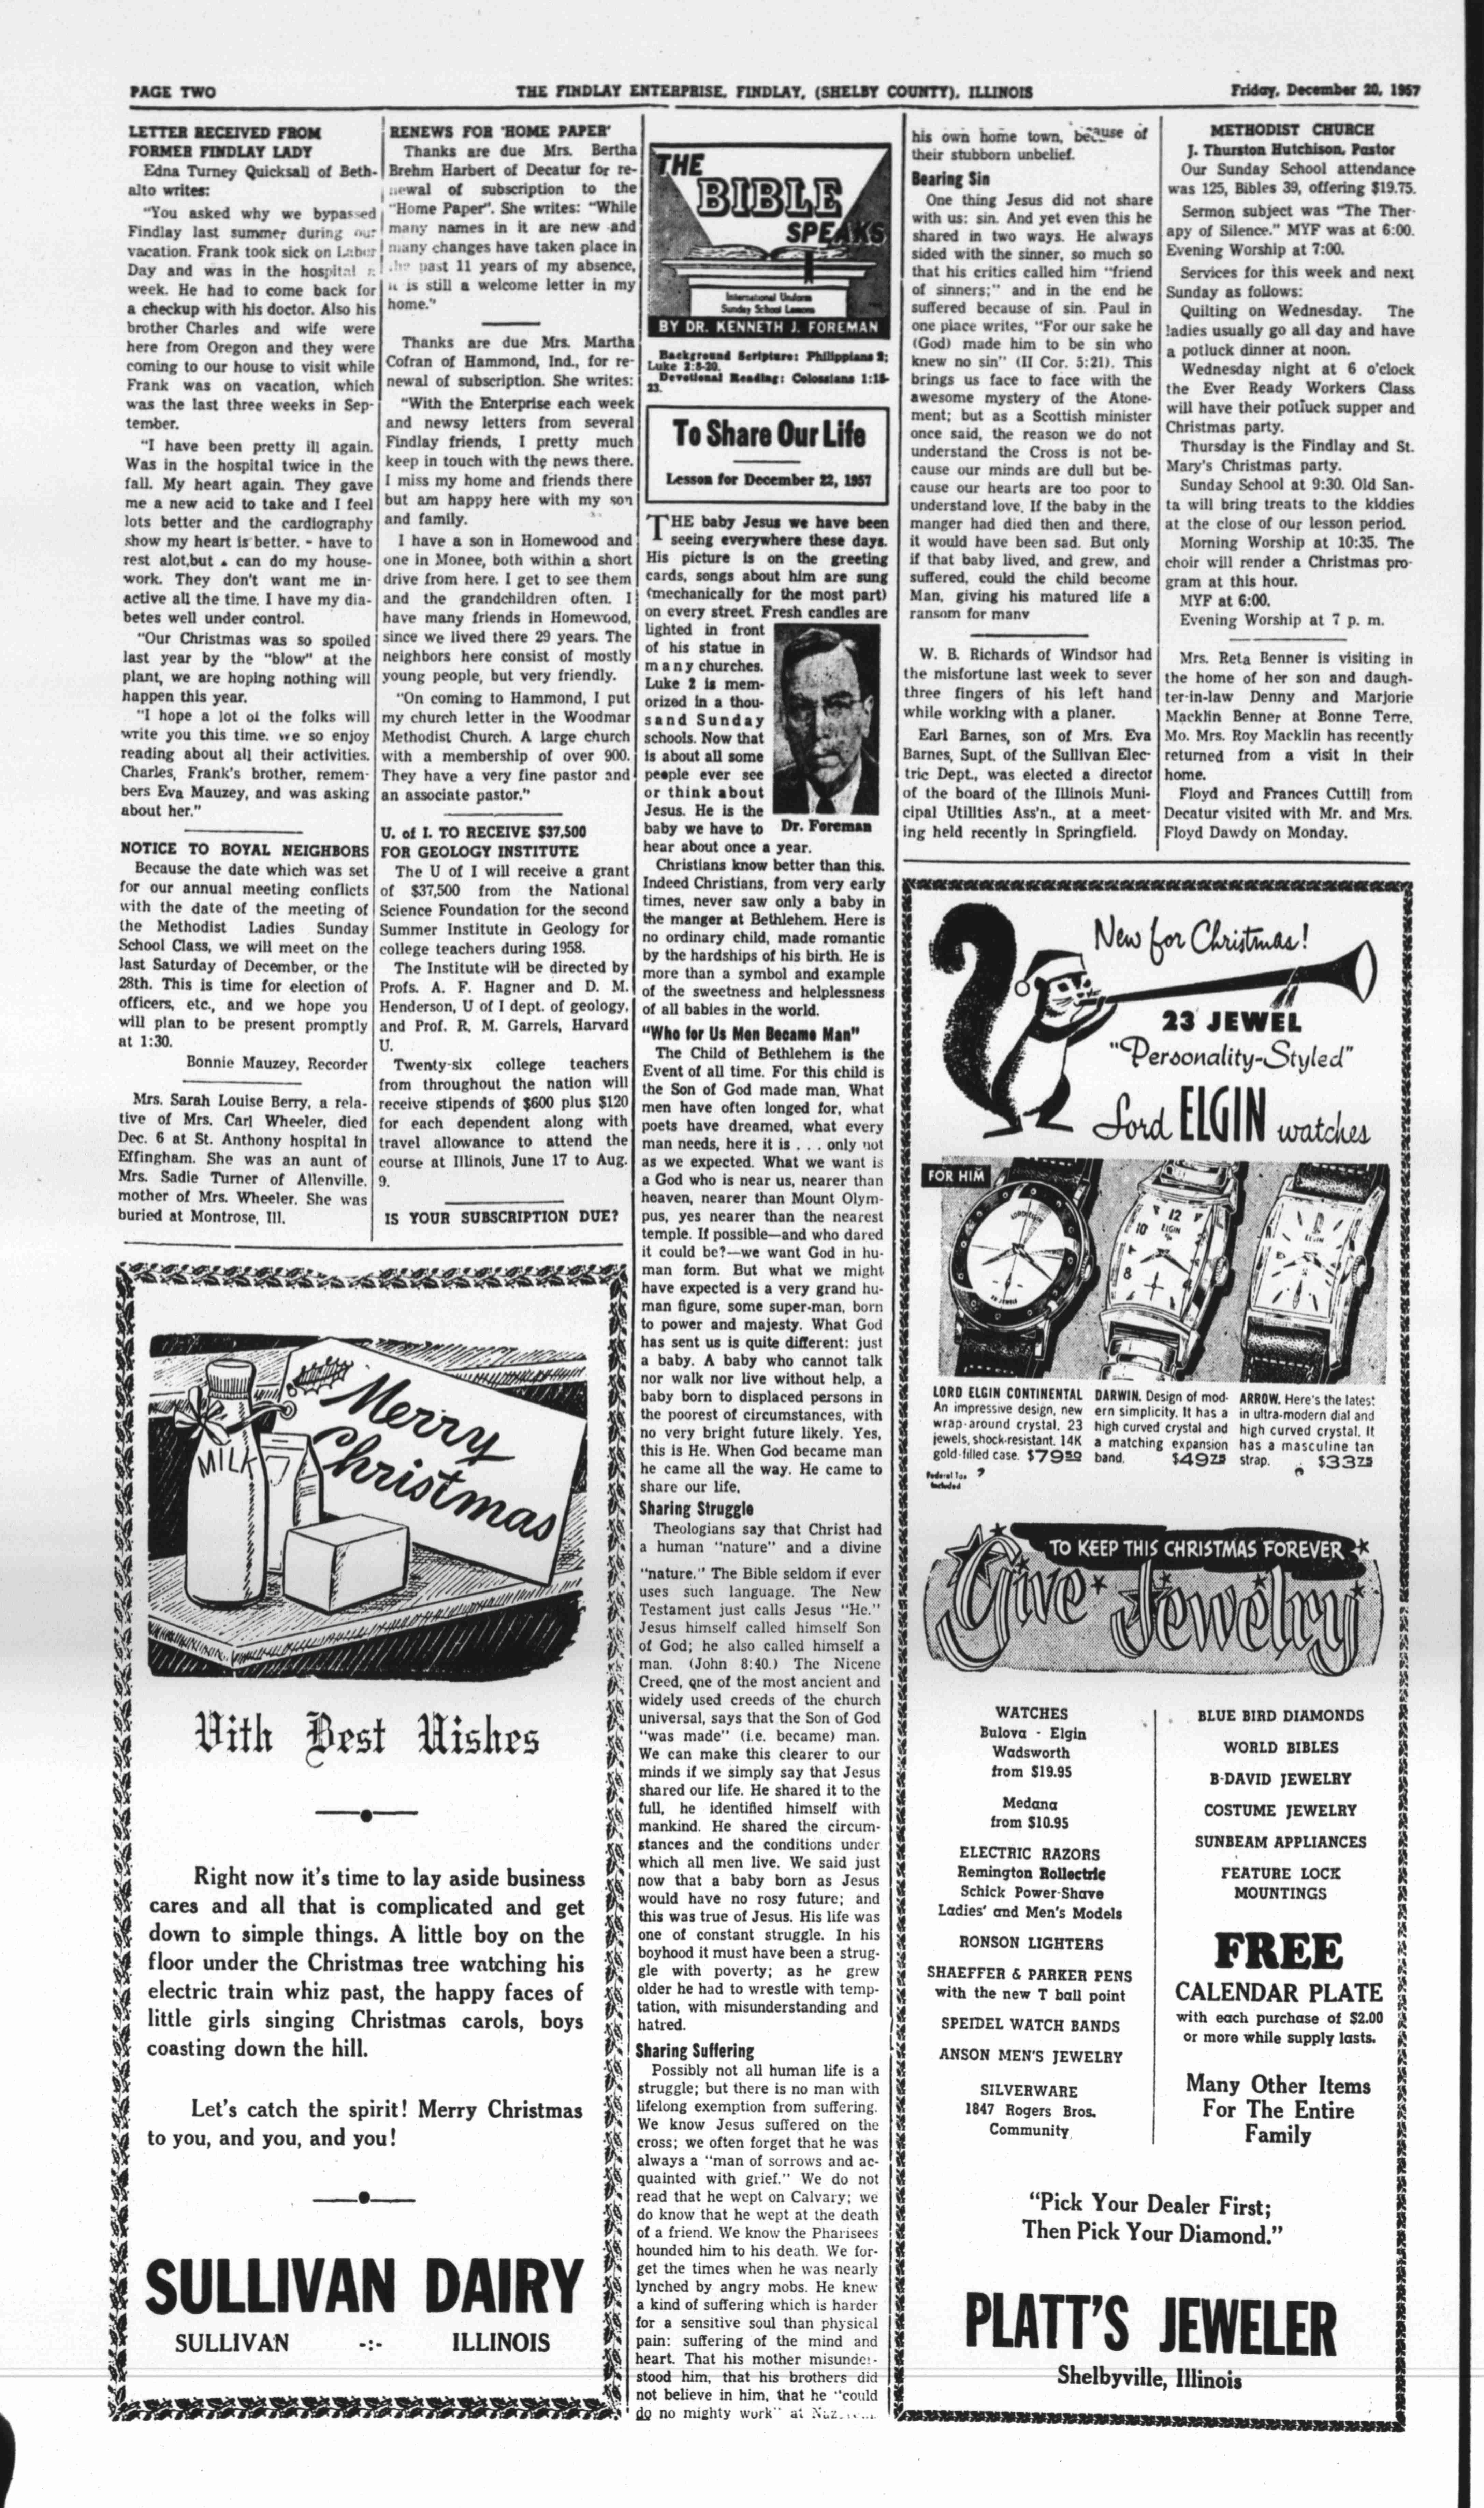 PAGE TWO
THE FINDLAY ENTERPRISE, FINDLAY, (SHELBY COUNTY), ILLINOIS
Friday, December 20, 1957
LETTER RECEIVED FROM
FORMER FINDLAY LADY
Edna Turney Quicksall of Beth-
alto writes:
"You asked why we bypassed
Findlay last summer during our
vacation. Frank took sick on Labor
Day and was in the hospital a
week. He had to come back for
a checkup with his doctor. Also his
brother Charles and wife were
here from Oregon and they were
coming to our house to visit while
Frank was on vacation, which
was the last three weeks in Sep-
tember.
"I have been pretty ill again.
Was in the hospital twice in the
fall. My heart again. They gave
me a new acid to take and I feel
lots better and the cardiography
show my heart is better. - have to
rest alot,but can do my house-
work. They don't want me in-
active all the time. I have my dia-
betes well under control.
"Our Christmas was so spoiled
last year by the "blow" at the
plant, we are hoping nothing will
happen this year.
"I hope a lot of the folks will
write you this time. we so enjoy
reading about all their activities.
Charles, Frank's brother, remem-
bers Eva Mauzey, and was asking
about her."
NOTICE TO ROYAL NEIGHBORS
Because the date which was set
for our annual meeting conflicts
with the date of the meeting of
the Methodist Ladies Sunday
School Class, we will meet on the
last Saturday of December, or the
28th. This is time for election of
officers, etc., and we hope you
will plan to be present promptly
at 1:30.
Bonnie Mauzey, Recorder
Mrs. Sarah Louise Berry, a rela-
tive of Mrs. Carl Wheeler, died
Dec. 6 at St. Anthony hospital in
Effingham. She was an aunt of
Mrs. Sadie Turner of Allenville,
mother of Mrs. Wheeler. She was
buried at Montrose, Ill.
RENEWS FOR 'HOME PAPER'
Thanks are due Mrs. Bertha
Brehm Harbert of Decatur for re-
newal of subscription to the
"Home Paper". She writes: "While
many names in it are new and
many changes have taken place in
the past 11 years of my absence,
it is still a welcome letter in my
home."
Thanks are due Mrs. Martha
Cofran of Hammond, Ind., for re-
newal of subscription. She writes:
"With the Enterprise each week
and newsy letters from several
Findlay friends, I pretty much
keep in touch with the news there.
I miss my home and friends there
but am happy here with my son
and family.
I have a son in Homewood and
one in Monee, both within a short
drive from here. I get to see them
and the grandchildren often. I
have many friends in Homewood,
since we lived there 29 years. The
neighbors here consist of mostly
young people, but very friendly.
"On coming to Hammond, I put
my church letter in the Woodmar
Methodist Church. A large church
with a membership of over 900.
They have a very fine pastor and
an associate pastor."
U. of I. TO RECEIVE $37,500
FOR GEOLOGY INSTITUTE
The U of I will receive a grant
of $37,500 from the National
Science Foundation for the second
Summer Institute in Geology for
college teachers during 1958.
The Institute will be directed by
Profs. A. F. Hagner and D. M.
Henderson, U of I dept. of geology,
and Prof. R. M. Garrels, Harvard
U.
Twenty-six college teachers
from throughout the nation will
receive stipends of $600 plus $120
for each dependent along with
travel allowance to attend the
course at Illinois, June 17 to Aug.
9.
IS YOUR SUBSCRIPTION DUE?
MILK
Merry
Christmas
With Best Wishes
Right now it's time to lay aside business
cares and all that is complicated and get
down to simple things. A little boy on the
floor under the Christmas tree watching his
electric train whiz past, the happy faces of
little girls singing Christmas carols, boys
coasting down the hill.
Let's catch the spirit! Merry Christmas
to you, and you, and you!
SULLIVAN DAIRY
SULLIVAN -:- ILLINOIS
THE
BIBLE
SPEAKS
International Uniform
Sunday School Lessons
BY DR. KENNETH J. FOREMAN
Background Scripture: Philippians 2;
Luke 2:8-20.
Devotional Reading: Colossians 1:15-
23.
To Share Our Life
Lesson for December 22, 1957
THE baby Jesus we have been
seeing everywhere these days.
His picture is on the greeting
cards, songs about him are sung
(mechanically for the most part)
on every street. Fresh candles are
lighted in front
of his statue in
many churches.
Luke 2 is mem-
orized in a thou-
sand Sunday
schools. Now that
is about all some
people ever see
or think about
Jesus. He is the
baby we have to
Dr. Foreman
hear about once a year.
Christians know better than this.
Indeed Christians, from very early
times, never saw only a baby in
the manger at Bethlehem. Here is
no ordinary child, made romantic
by the hardships of his birth. He is
more than a symbol and example
of the sweetness and helplessness
of all babies in the world.
"Who for Us Men Became Man"
The Child of Bethlehem is the
Event of all time. For this child is
the Son of God made man. What
men have often longed for, what
poets have dreamed, what every
man needs, here it is . . . only not
as we expected. What we want is
a God who is near us, nearer than
heaven, nearer than Mount Olym-
pus, yes nearer than the nearest
temple. If possible—and who dared
it could be?—we want God in hu-
man form. But what we might
have expected is a very grand hu-
man figure, some super-man, born
to power and majesty. What God
has sent us is quite different: just
a baby. A baby who cannot talk
nor walk nor live without help, a
baby born to displaced persons in
the poorest of circumstances, with
no very bright future likely. Yes,
this is He. When God became man
he came all the way. He came to
share our life.
Sharing Struggle
Theologians say that Christ had
a human "nature" and a divine
"nature." The Bible seldom if ever
uses such language. The New
Testament just calls Jesus "He."
Jesus himself called himself Son
of God; he also called himself a
man. (John 8:40.) The Nicene
Creed, one of the most ancient and
widely used creeds of the church
universal, says that the Son of God
"was made" (i.e. became) man.
We can make this clearer to our
minds if we simply say that Jesus
shared our life. He shared it to the
full, he identified himself with
mankind. He shared the circum-
stances and the conditions under
which all men live. We said just
now that a baby born as Jesus
would have no rosy future; and
this was true of Jesus. His life was
one of constant struggle. In his
boyhood it must have been a strug-
gle with poverty; as he grew
older he had to wrestle with temp-
tation, with misunderstanding and
hatred.
Sharing Suffering
Possibly not all human life is a
struggle; but there is no man with
lifelong exemption from suffering.
We know Jesus suffered on the
cross; we often forget that he was
always a "man of sorrows and ac-
quainted with grief." We do not
read that he wept on Calvary; we
do know that he wept at the death
of a friend. We know the Pharisees
hounded him to his death. We for-
get the times when he was nearly
lynched by angry mobs. He knew
a kind of suffering which is harder
for a sensitive soul than physical
pain: suffering of the mind and
heart. That his mother misunder-
stood him, that his brothers did
not believe in him, that he "could
do no mighty work" at
his own home town, because of
their stubborn unbelief.
Bearing Sin
One thing Jesus did not share
with us: sin. And yet even this he
shared in two ways. He always
sided with the sinner, so much so
that his critics called him "friend
of sinners;" and in the end he
suffered because of sin. Paul in
one place writes, "For our sake he
(God) made him to be sin who
knew no sin" (II Cor. 5:21). This
brings us face to face with the
awesome mystery of the Atone-
ment; but as a Scottish minister
once said, the reason we do not
understand the Cross is not be-
cause our minds are dull but be-
cause our hearts are too poor to
understand love. If the baby in the
manger had died then and there,
it would have been sad. But only
if that baby lived, and grew, and
suffered, could the child become
Man, giving his matured life a
ransom for many
W. B. Richards of Windsor had
the misfortune last week to sever
three fingers of his left hand
while working with a planer.
Earl Barnes, son of Mrs. Eva
Barnes, Supt. of the Sullivan Elec-
tric Dept., was elected a director
of the board of the Illinois Muni-
cipal Utilities Ass'n., at a meet-
ing held recently in Springfield.
METHODIST CHURCH
J. Thurston Hutchison, Pastor
Our Sunday School attendance
was 125, Bibles 39, offering $19.75.
Sermon subject was "The Ther-
apy of Silence." MYF was at 6:00.
Evening Worship at 7:00.
Services for this week and next
Sunday as follows:
Quilting on Wednesday. The
ladies usually go all day and have
a potluck dinner at noon.
Wednesday night at 6 o'clock
the Ever Ready Workers Class
will have their potluck supper and
Christmas party.
Thursday is the Findlay and St.
Mary's Christmas party.
Sunday School at 9:30. Old San-
ta will bring treats to the kiddies
at the close of our lesson period.
Morning Worship at 10:35. The
choir will render a Christmas pro-
gram at this hour.
MYF at 6:00.
Evening Worship at 7 p. m.
Mrs. Reta Benner is visiting in
the home of her son and daugh-
ter-in-law Denny and Marjorie
Macklin Benner at Bonne Terre,
Mo. Mrs. Roy Macklin has recently
returned from a visit in their
home.
Floyd and Frances Cuttill from
Decatur visited with Mr. and Mrs.
Floyd Dawdy on Monday.
New for Christmas!
23 JEWEL
"Personality-Styled"
Lord ELGIN watches
FOR HIM
LORD ELGIN CONTINENTAL
An impressive design, new
wrap-around crystal. 23
jewels, shock-resistant. 14K
gold-filled case. $79.50
Federal Tax
Included
DARWIN. Design of mod-
ern simplicity. It has a
high curved crystal and
a matching expansion
band. $49.75
ARROW. Here's the latest
in ultra-modern dial and
high curved crystal. It
has a masculine tan
strap. $33.75
TO KEEP THIS CHRISTMAS FOREVER
Give Jewelry
WATCHES
Bulova - Elgin
Wadsworth
from $19.95
Medana
from $10.95
ELECTRIC RAZORS
Remington Rollectric
Schick Power-Shave
Ladies' and Men's Models
RONSON LIGHTERS
SHAEFFER & PARKER PENS
with the new T ball point
SPEIDEL WATCH BANDS
ANSON MEN'S JEWELRY
SILVERWARE
1847 Rogers Bros.
Community
BLUE BIRD DIAMONDS
WORLD BIBLES
B-DAVID JEWELRY
COSTUME JEWELRY
SUNBEAM APPLIANCES
FEATURE LOCK
MOUNTINGS
FREE
CALENDAR PLATE
with each purchase of $2.00
or more while supply lasts.
Many Other Items
For The Entire
Family
"Pick Your Dealer First;
Then Pick Your Diamond."
PLATT'S JEWELER
Shelbyville, Illinois